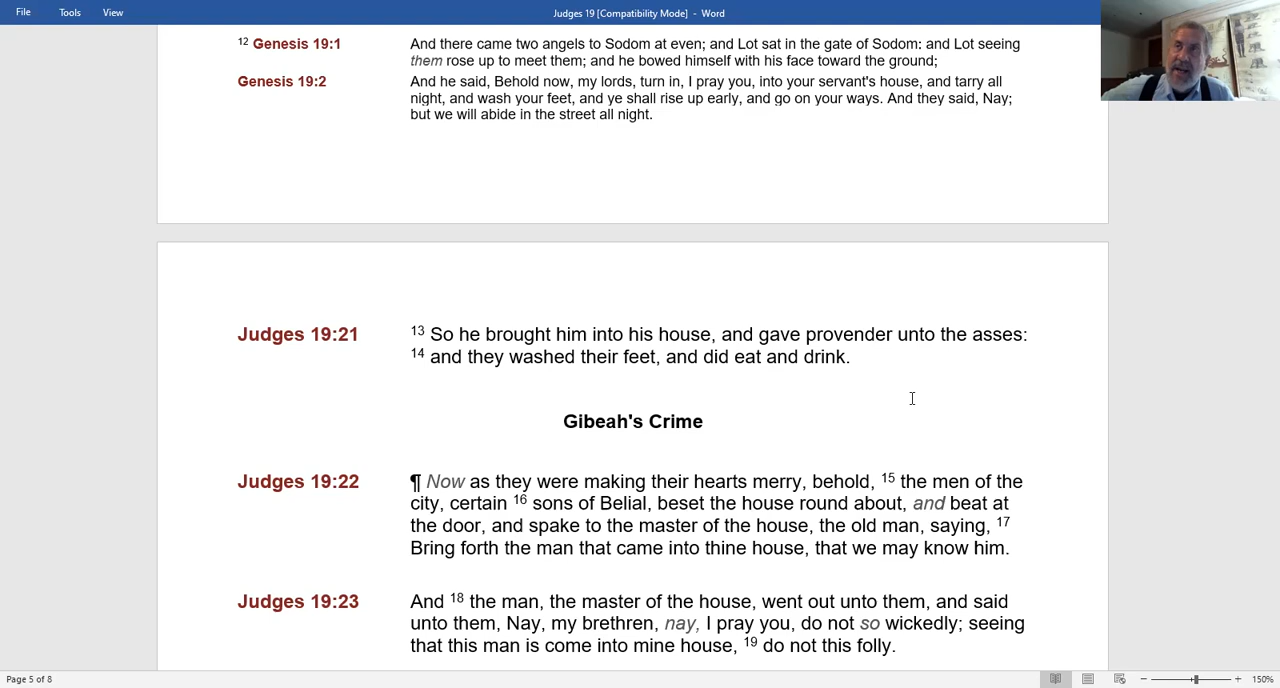 File Tools View Judges 19 [Compatibility Mode] - Word
12 Genesis 19:1 And there came two angels to Sodom at even; and Lot sat in the gate of Sodom: and Lot seeing
them rose up to meet them; and he bowed himself with his face toward the ground;
Genesis 19:2 And he said, Behold now, my lords, turn in, I pray you, into your servant's house, and tarry all
night, and wash your feet, and ye shall rise up early, and go on your ways. And they said, Nay;
but we will abide in the street all night.
Judges 19:21 13 So he brought him into his house, and gave provender unto the asses:
14 and they washed their feet, and did eat and drink.
Gibeah's Crime
Judges 19:22 ¶ Now as they were making their hearts merry, behold, 15 the men of the
city, certain 16 sons of Belial, beset the house round about, and beat at
the door, and spake to the master of the house, the old man, saying, 17
Bring forth the man that came into thine house, that we may know him.
Judges 19:23 And 18 the man, the master of the house, went out unto them, and said
unto them, Nay, my brethren, nay, I pray you, do not so wickedly; seeing
that this man is come into mine house, 19 do not this folly.
Page 5 of 8 150%